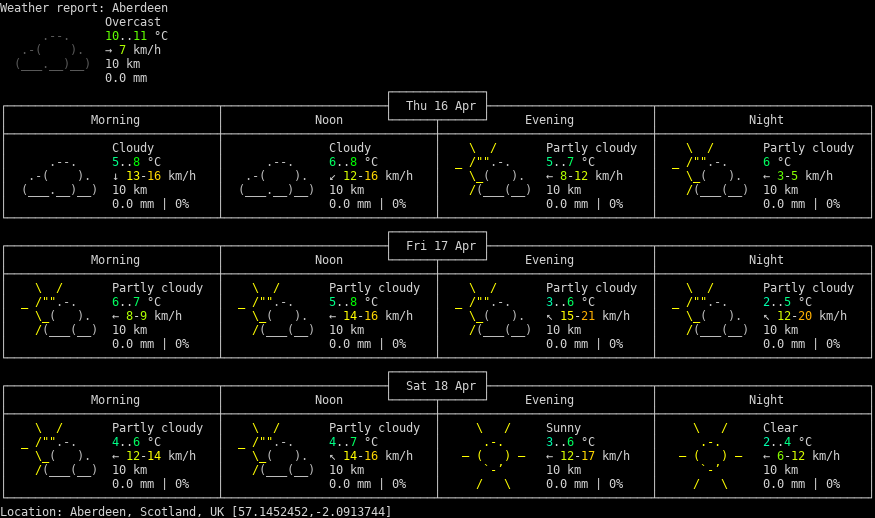 Weather report: Aberdeen
Overcast
10..11 °C
→ 7 km/h
10 km
0.0 mm
Thu 16 Apr
Morning Noon Evening Night
Cloudy Cloudy Partly cloudy Partly cloudy
5..8 °C 6..8 °C 5..7 °C 6 °C
↓ 13-16 km/h ↙ 12-16 km/h ← 8-12 km/h ← 3-5 km/h
10 km 10 km 10 km 10 km
0.0 mm | 0% 0.0 mm | 0% 0.0 mm | 0% 0.0 mm | 0%
Fri 17 Apr
Morning Noon Evening Night
Partly cloudy Partly cloudy Partly cloudy Partly cloudy
6..7 °C 5..8 °C 3..6 °C 2..5 °C
← 8-9 km/h ← 14-16 km/h ↖ 15-21 km/h ↖ 12-20 km/h
10 km 10 km 10 km 10 km
0.0 mm | 0% 0.0 mm | 0% 0.0 mm | 0% 0.0 mm | 0%
Sat 18 Apr
Morning Noon Evening Night
Partly cloudy Partly cloudy Sunny Clear
4..6 °C 4..7 °C 3..6 °C 2..4 °C
← 12-14 km/h ↖ 14-16 km/h ← 12-17 km/h ← 6-12 km/h
10 km 10 km 10 km 10 km
0.0 mm | 0% 0.0 mm | 0% 0.0 mm | 0% 0.0 mm | 0%
Location: Aberdeen, Scotland, UK [57.1452452,-2.0913744]